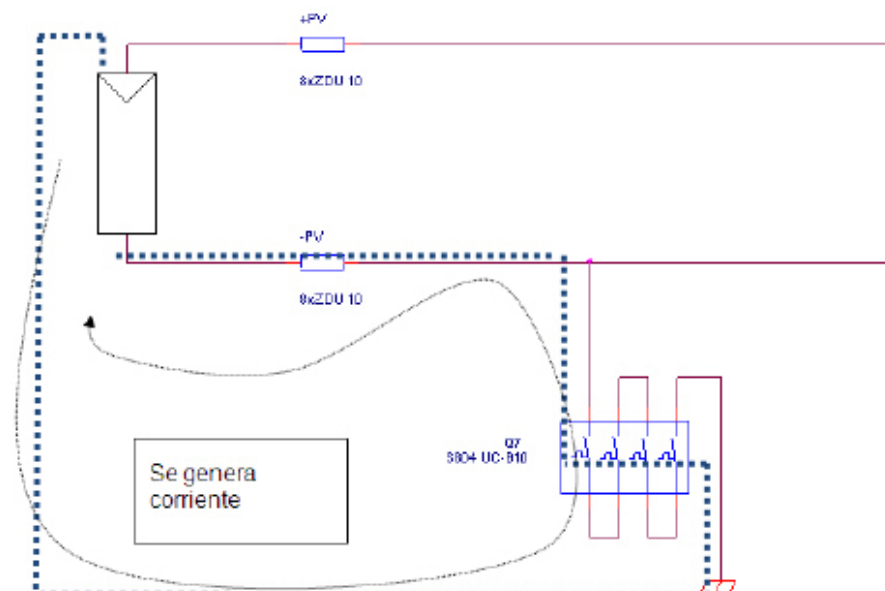 +PV
8xZDU 10
-PV
8xZDU 10
Q7
S804 UC-B10
Se genera
corriente